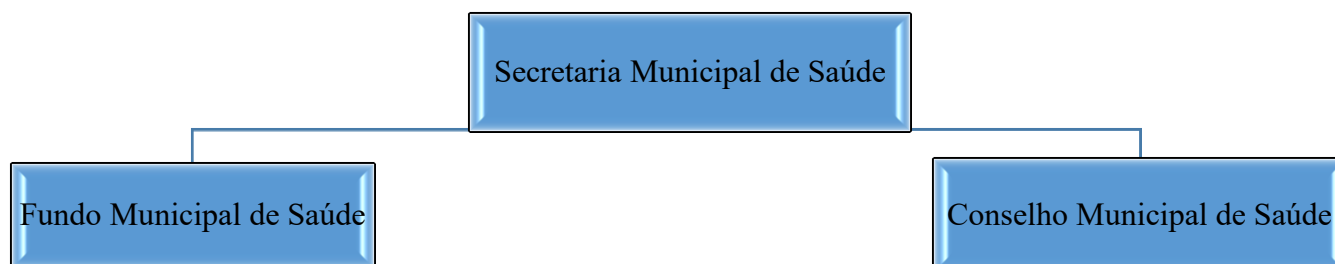 Secretaria Municipal de Saúde
Fundo Municipal de Saúde
Conselho Municipal de Saúde